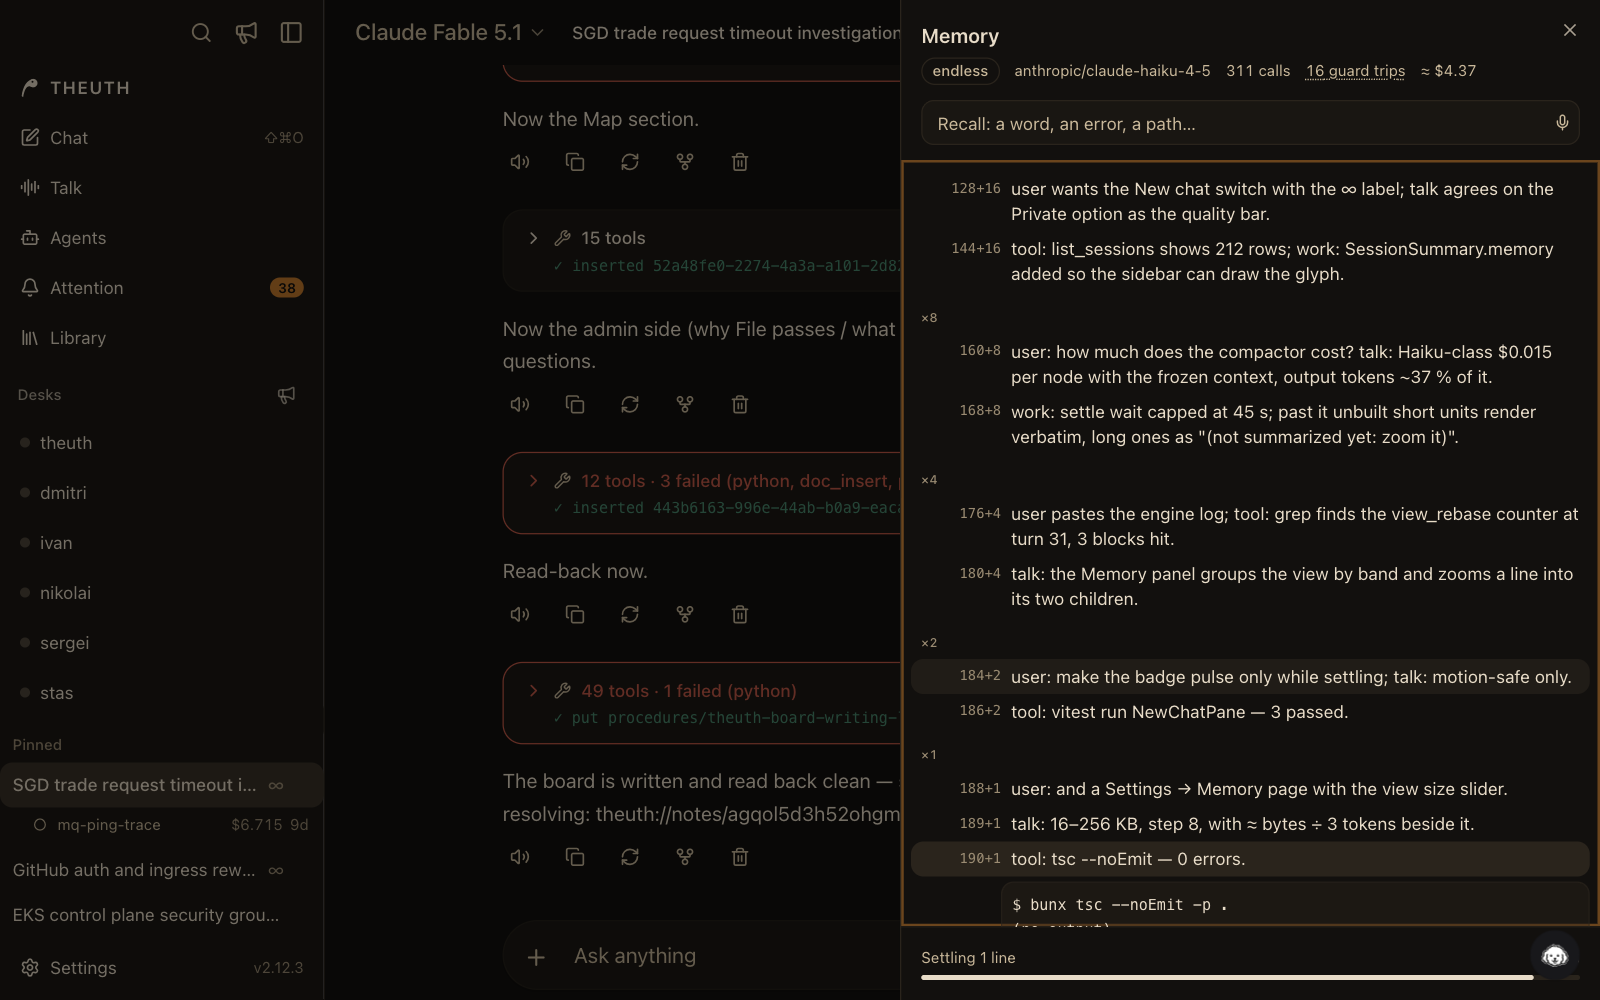 THEUTH
Chat ⇧⌘O
Talk
Agents
Attention 38
Library
Desks
theuth
dmitri
ivan
nikolai
sergei
stas
Pinned
SGD trade request timeout i... ∞
mq-ping-trace $6.715 9d
GitHub auth and ingress rew... ∞
EKS control plane security grou...
Settings v2.12.3
Claude Fable 5.1
SGD trade request timeout investigation
Now the Map section.
15 tools
✓ inserted 52a48fe0-2274-4a3a-a101-2d82
Now the admin side (why File passes / what
questions.
12 tools · 3 failed (python, doc_insert,
✓ inserted 443b6163-996e-44ab-b0a9-eaca
Read-back now.
49 tools · 1 failed (python)
✓ put procedures/theuth-board-writing-
The board is written and read back clean —
resolving: theuth://notes/agqol5d3h52ohgm
Ask anything
Memory
endless anthropic/claude-haiku-4-5 311 calls 16 guard trips ≈ $4.37
Recall: a word, an error, a path...
128+16 user wants the New chat switch with the ∞ label; talk agrees on the
Private option as the quality bar.
144+16 tool: list_sessions shows 212 rows; work: SessionSummary.memory
added so the sidebar can draw the glyph.
×8
160+8 user: how much does the compactor cost? talk: Haiku-class $0.015
per node with the frozen context, output tokens ~37 % of it.
168+8 work: settle wait capped at 45 s; past it unbuilt short units render
verbatim, long ones as "(not summarized yet: zoom it)".
×4
176+4 user pastes the engine log; tool: grep finds the view_rebase counter at
turn 31, 3 blocks hit.
180+4 talk: the Memory panel groups the view by band and zooms a line into
its two children.
×2
184+2 user: make the badge pulse only while settling; talk: motion-safe only.
186+2 tool: vitest run NewChatPane — 3 passed.
×1
188+1 user: and a Settings → Memory page with the view size slider.
189+1 talk: 16–256 KB, step 8, with ≈ bytes ÷ 3 tokens beside it.
190+1 tool: tsc --noEmit — 0 errors.
$ bunx tsc --noEmit -p .
Settling 1 line